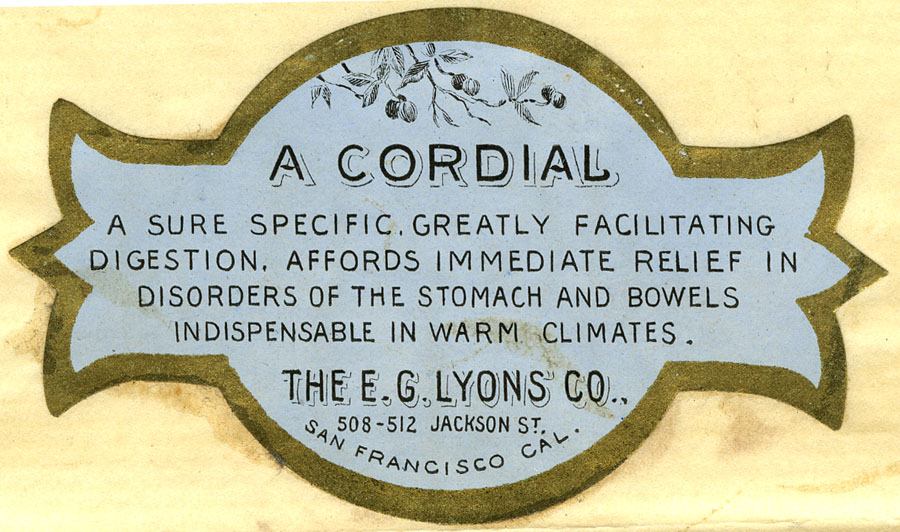 A CORDIAL
A SURE SPECIFIC. GREATLY FACILITATING
DIGESTION. AFFORDS IMMEDIATE RELIEF IN
DISORDERS OF THE STOMACH AND BOWELS
INDISPENSABLE IN WARM CLIMATES.
THE E. G. LYONS CO.,
508-512 JACKSON ST.
SAN FRANCISCO CAL.